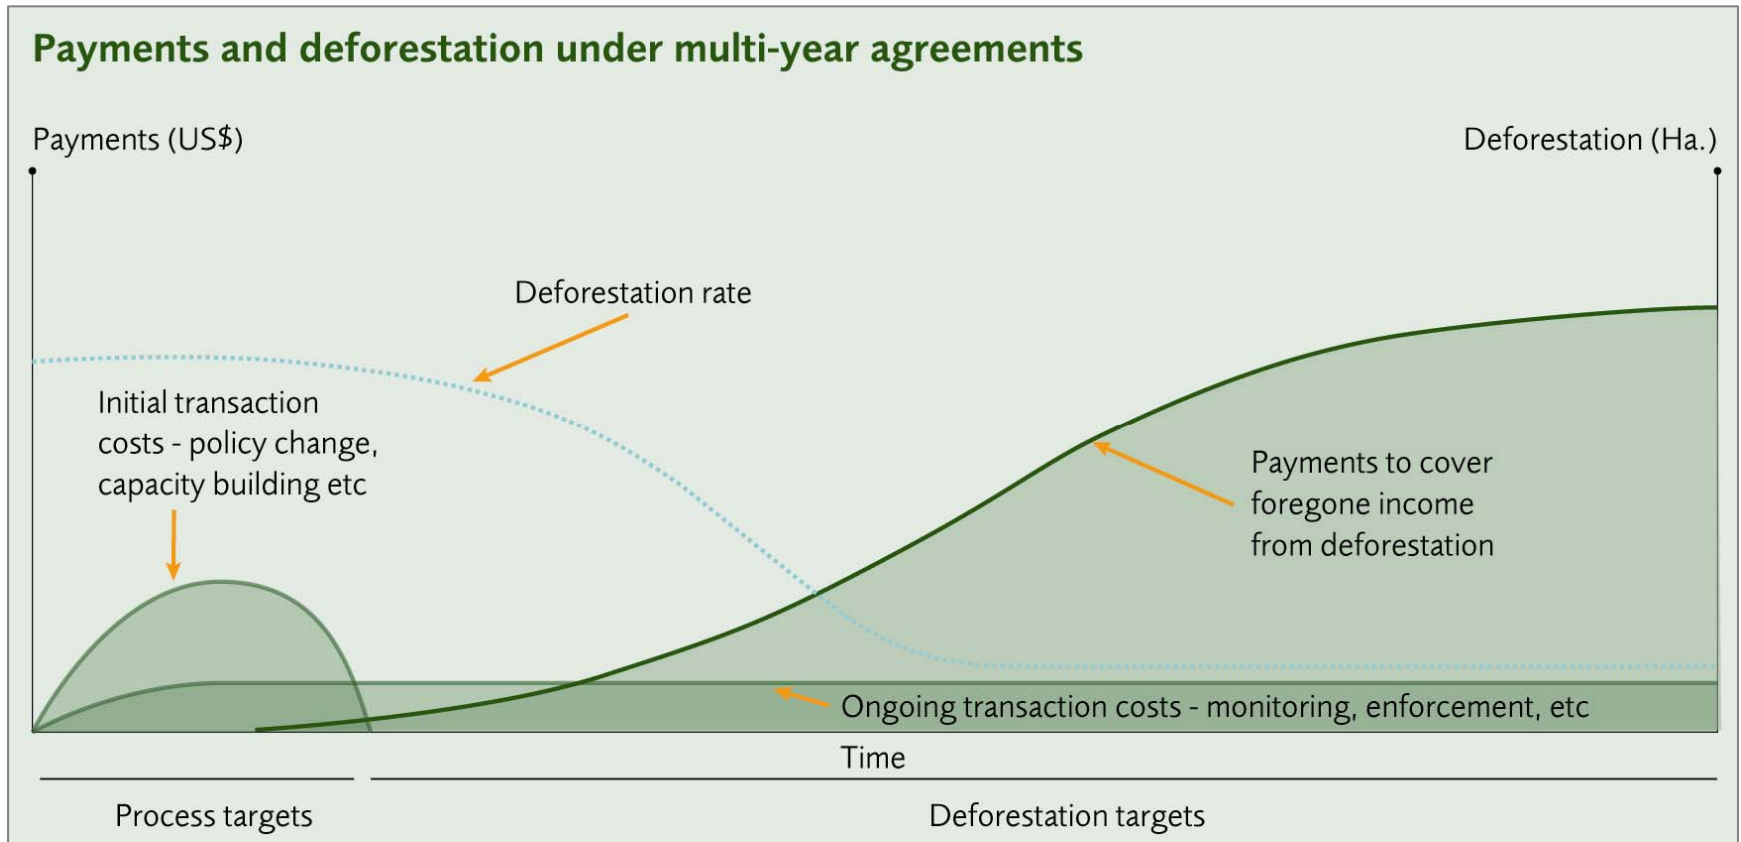 Payments and deforestation under multi-year agreements
Payments (US$)
Deforestation (Ha.)
Deforestation rate
Initial transaction
costs - policy change,
capacity building etc
Payments to cover
foregone income
from deforestation
Ongoing transaction costs - monitoring, enforcement, etc
Time
Process targets
Deforestation targets